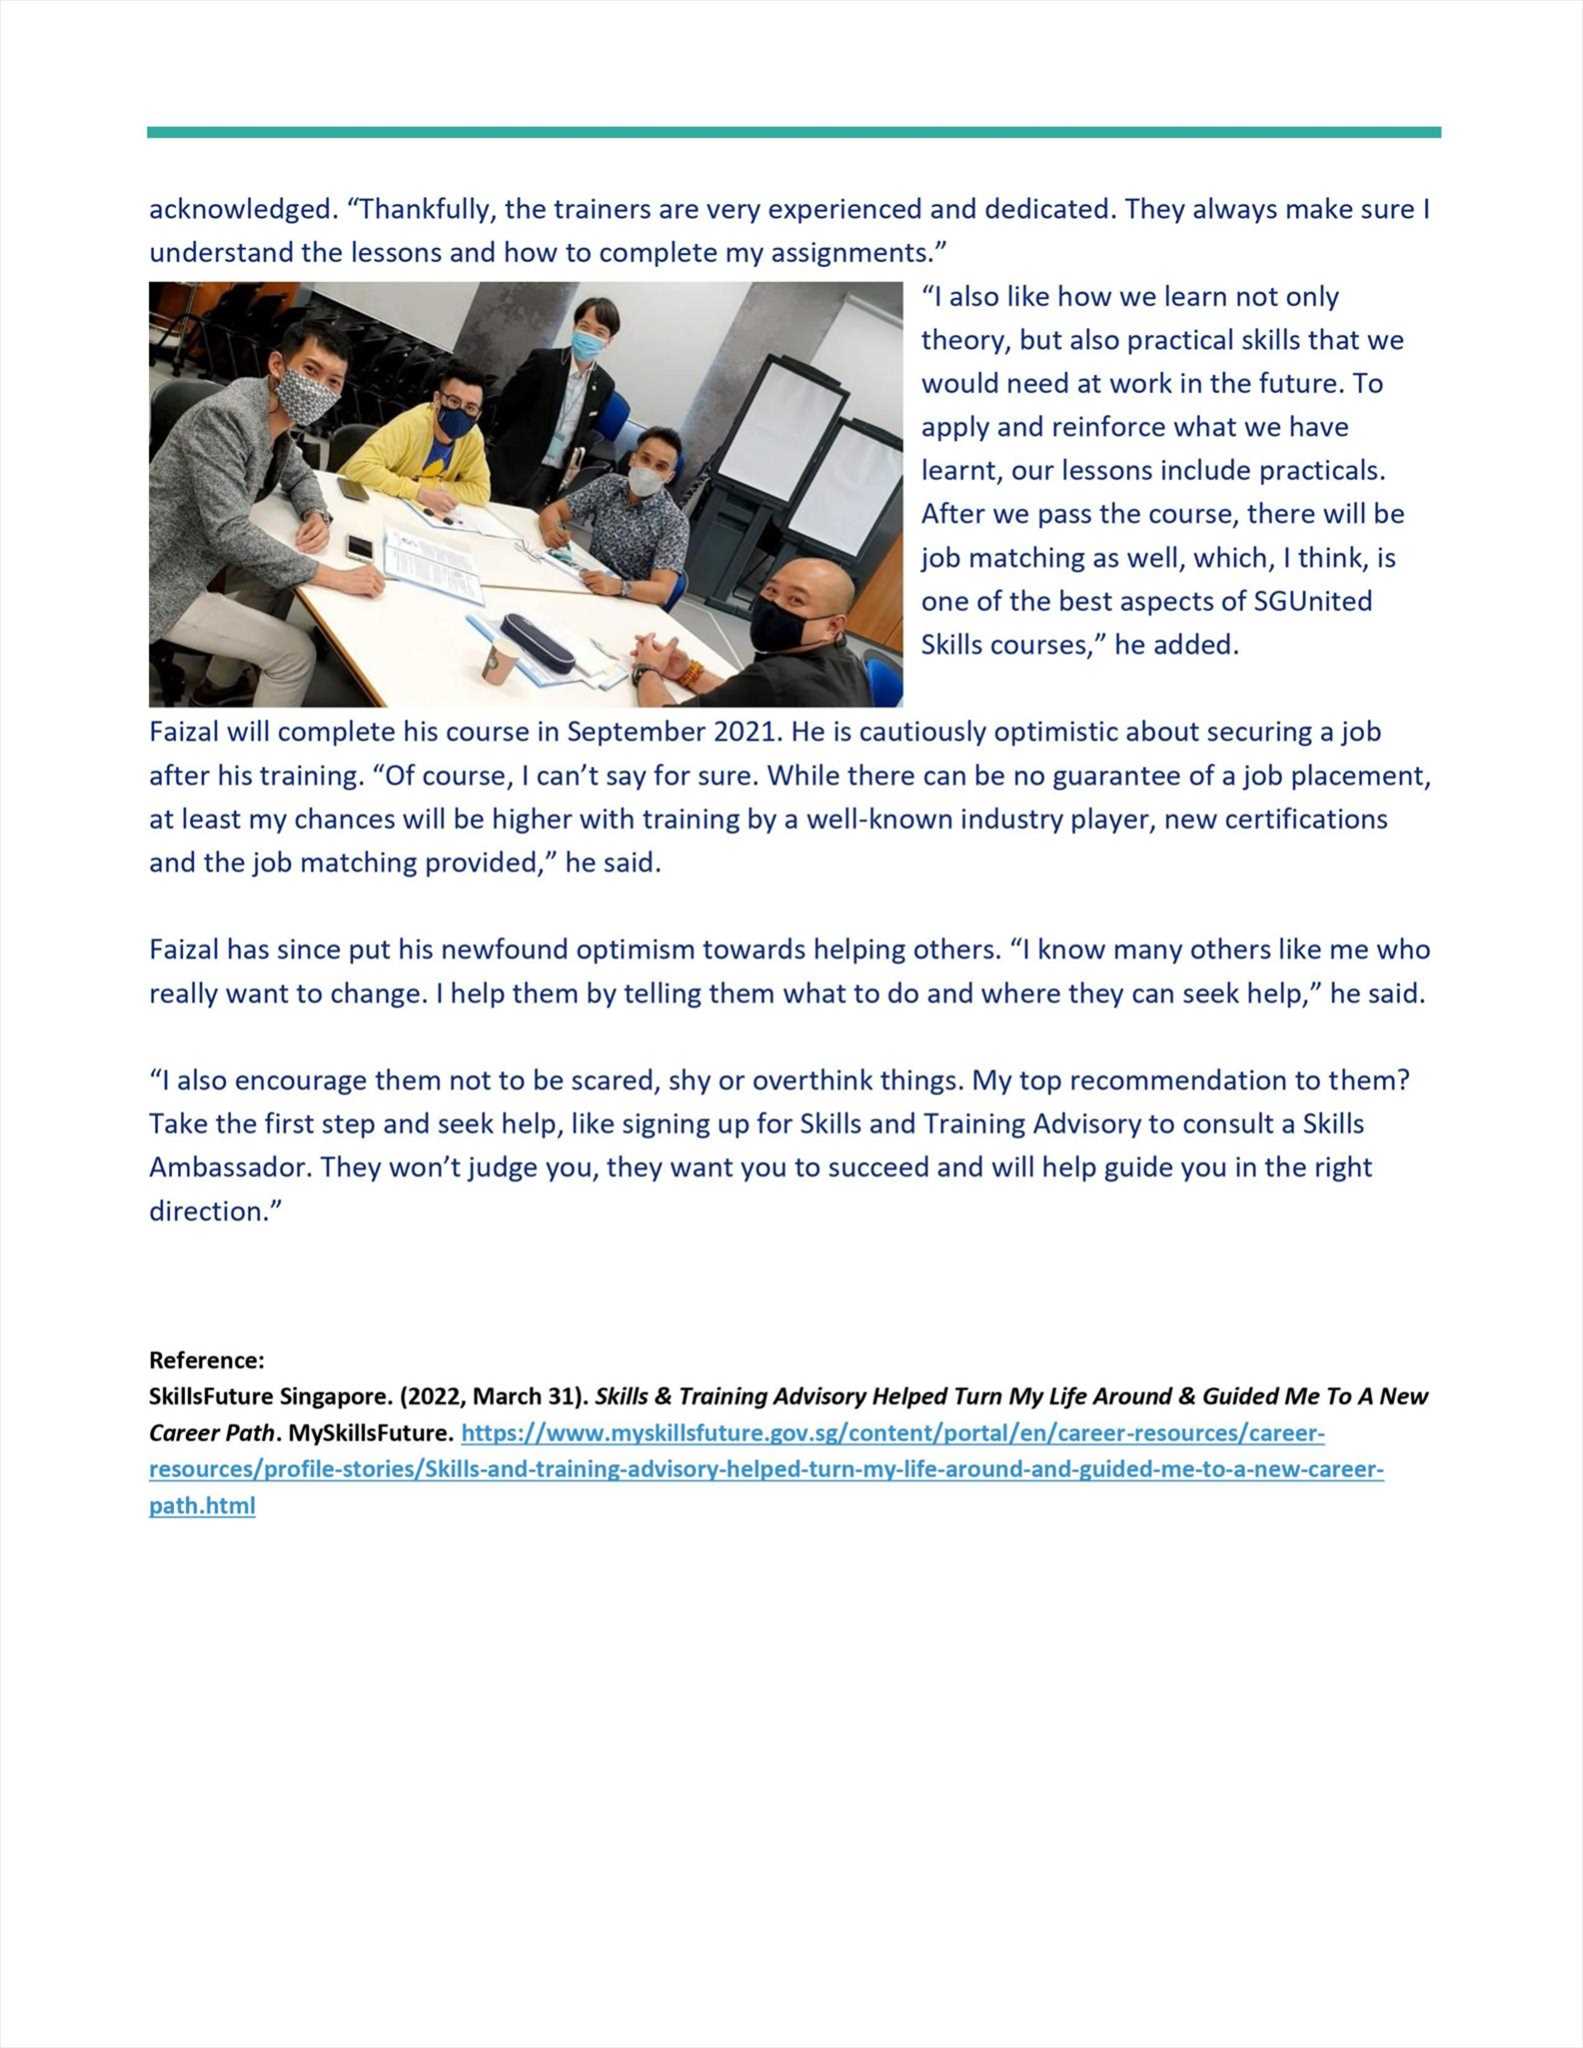 acknowledged. “Thankfully, the trainers are very experienced and dedicated. They always make sure I
understand the lessons and how to complete my assignments.”
“I also like how we learn not only
theory, but also practical skills that we
would need at work in the future. To
apply and reinforce what we have
learnt, our lessons include practicals.
After we pass the course, there will be
job matching as well, which, I think, is
one of the best aspects of SGUnited
Skills courses,” he added.
Faizal will complete his course in September 2021. He is cautiously optimistic about securing a job
after his training. “Of course, I can’t say for sure. While there can be no guarantee of a job placement,
at least my chances will be higher with training by a well-known industry player, new certifications
and the job matching provided,” he said.
Faizal has since put his newfound optimism towards helping others. “I know many others like me who
really want to change. I help them by telling them what to do and where they can seek help,” he said.
“I also encourage them not to be scared, shy or overthink things. My top recommendation to them?
Take the first step and seek help, like signing up for Skills and Training Advisory to consult a Skills
Ambassador. They won’t judge you, they want you to succeed and will help guide you in the right
direction.”
Reference:
SkillsFuture Singapore. (2022, March 31). Skills & Training Advisory Helped Turn My Life Around & Guided Me To A New
Career Path. MySkillsFuture. https://www.myskillsfuture.gov.sg/content/portal/en/career-resources/career-
resources/profile-stories/Skills-and-training-advisory-helped-turn-my-life-around-and-guided-me-to-a-new-career-
path.html